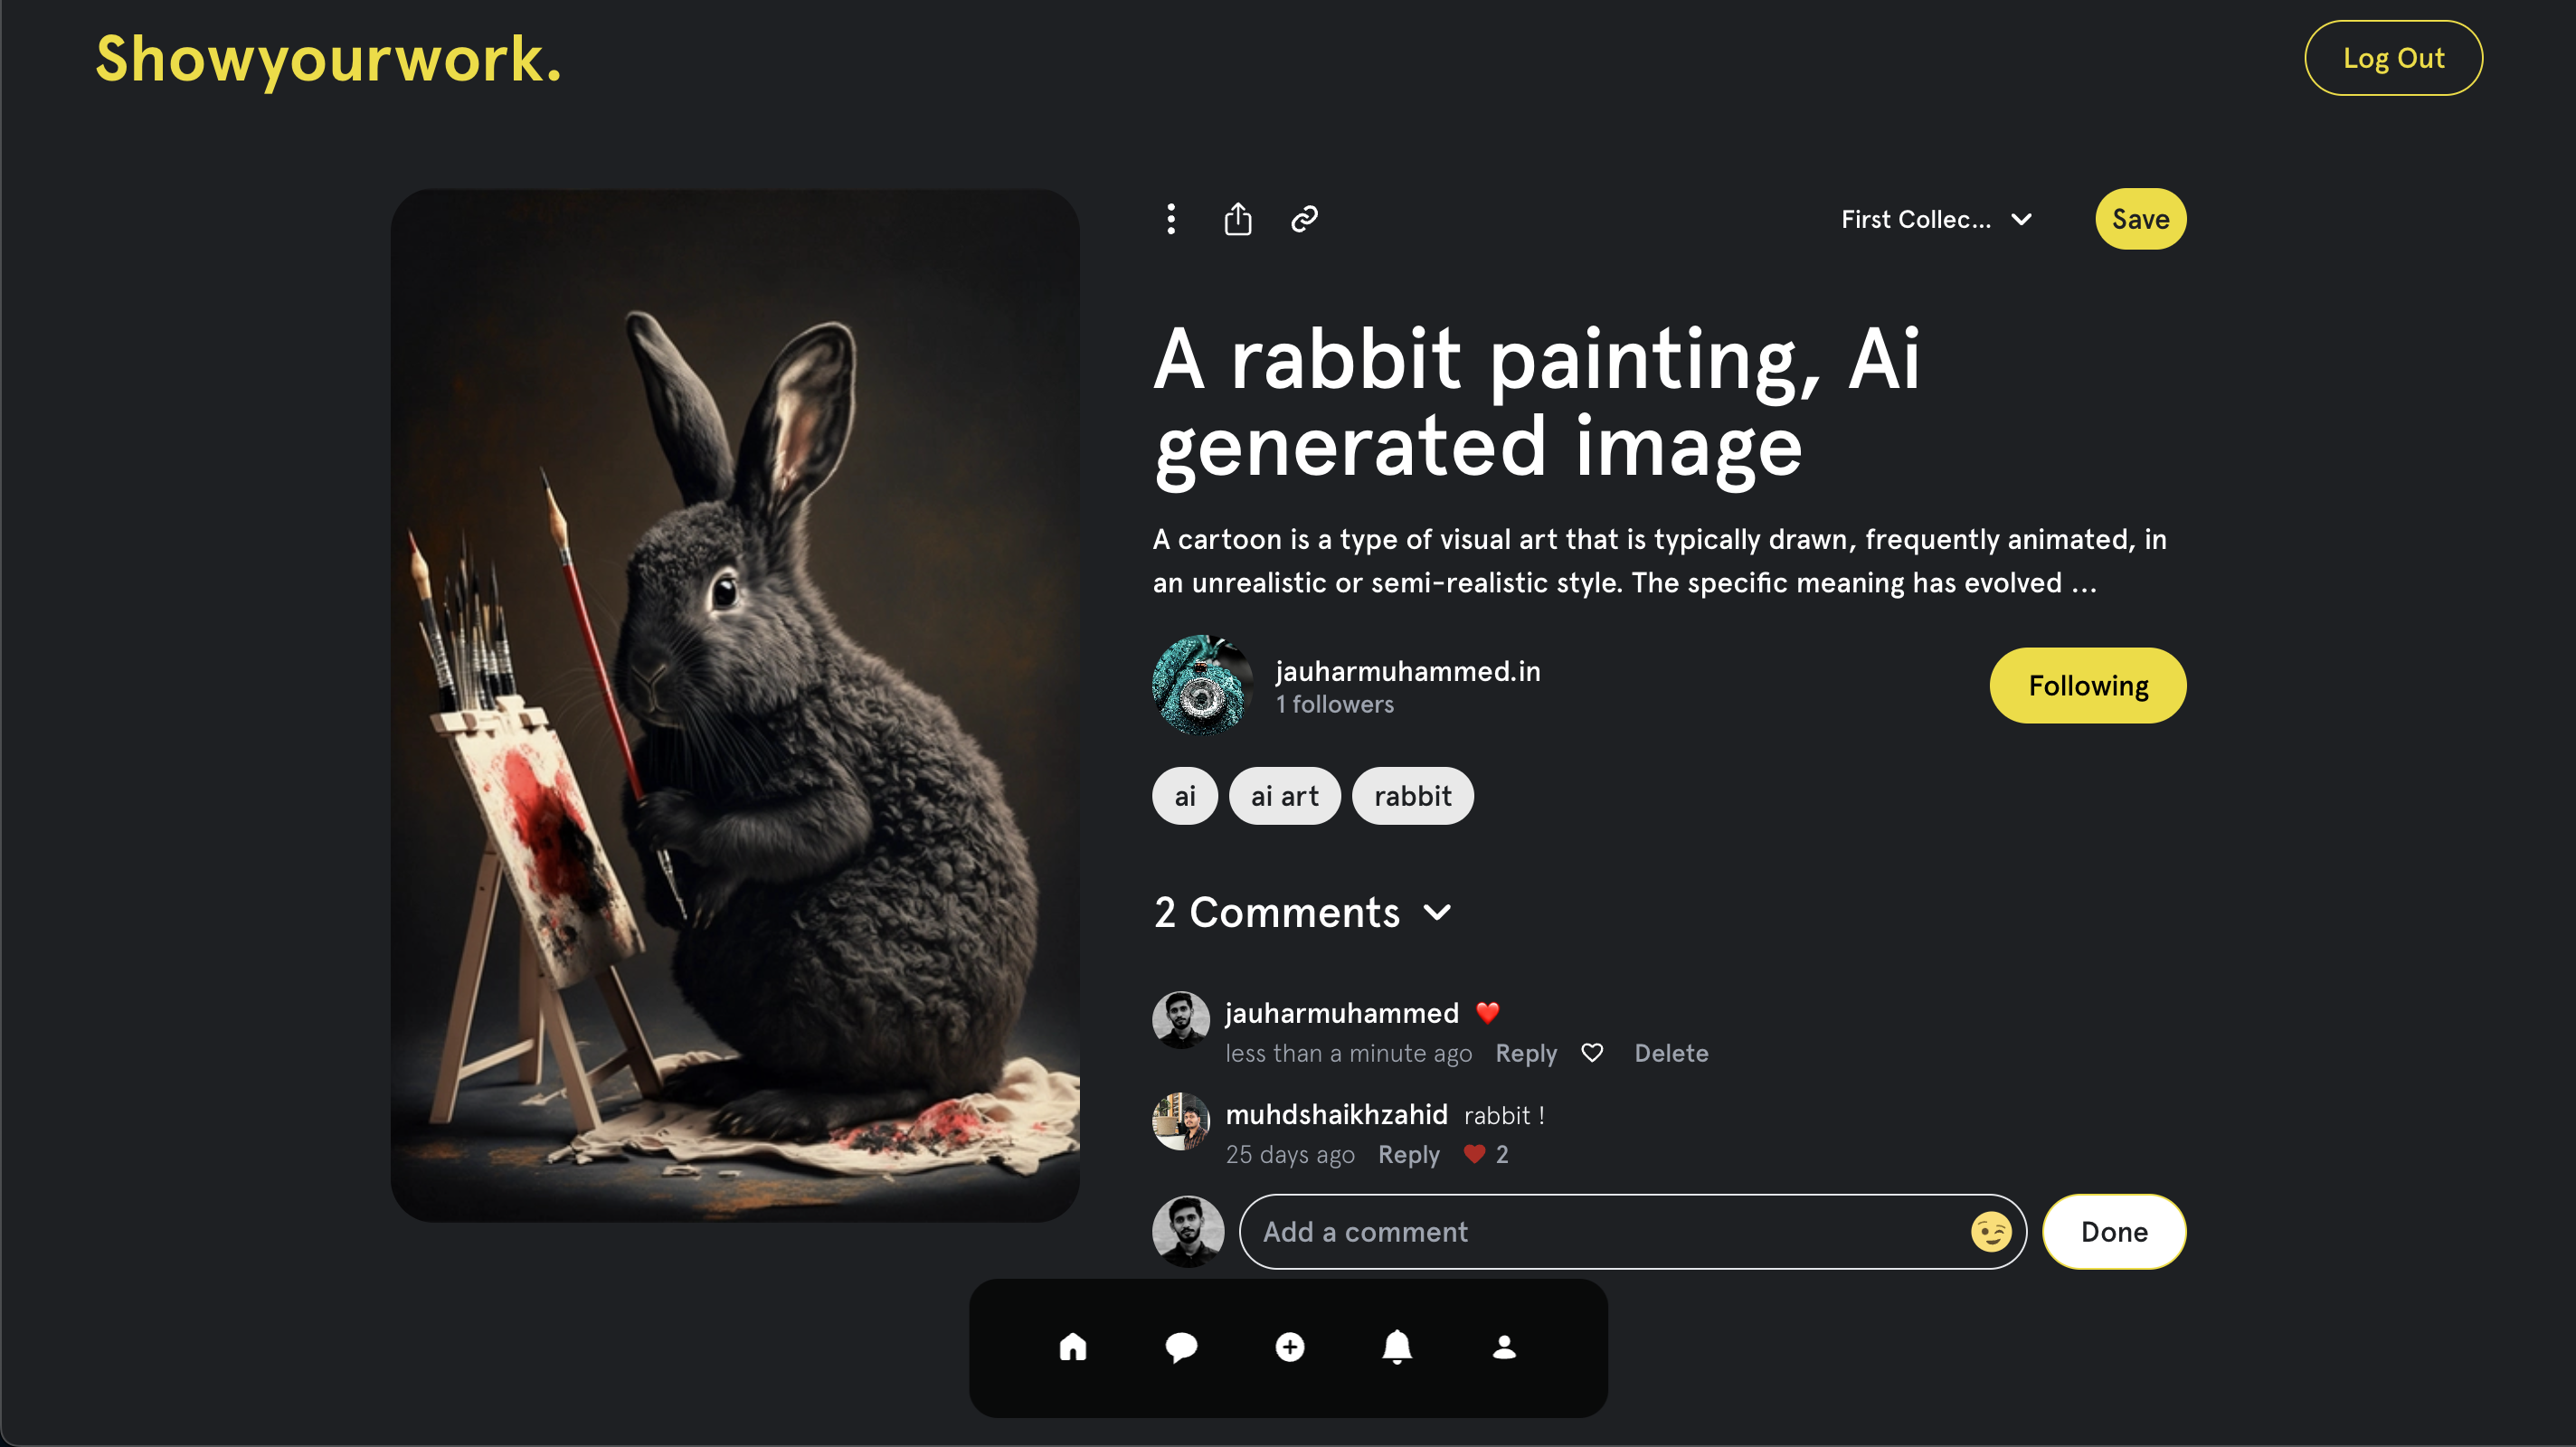 Showyourwork.
Log Out
First Collec...
Save
A rabbit painting, Ai
generated image
A cartoon is a type of visual art that is typically drawn, frequently animated, in
an unrealistic or semi-realistic style. The specific meaning has evolved ...
jauharmuhammed.in
1 followers
Following
ai
ai art
rabbit
2 Comments
jauharmuhammed ❤️
less than a minute ago Reply Delete
muhdshaikhzahid rabbit !
25 days ago Reply 2
Add a comment
Done